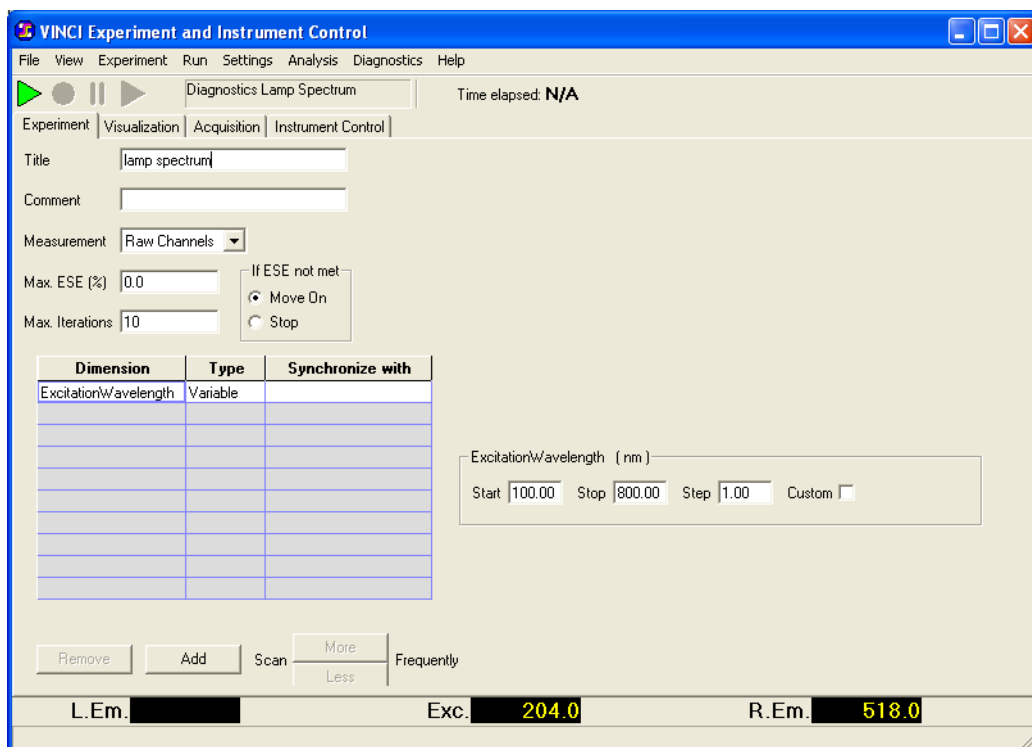 VINCI Experiment and Instrument Control
File View Experiment Run Settings Analysis Diagnostics Help
Diagnostics Lamp Spectrum Time elapsed: N/A
Experiment Visualization Acquisition Instrument Control
Title lamp spectrum
Comment
Measurement Raw Channels
Max. ESE (%) 0.0 If ESE not met
Move On
Max. Iterations 10 Stop
Dimension Type Synchronize with
ExcitationWavelength Variable
ExcitationWavelength ( nm )
Start 100.00 Stop 800.00 Step 1.00 Custom
Remove Add Scan More Less Frequently
L.Em. Exc. 204.0 R.Em. 518.0